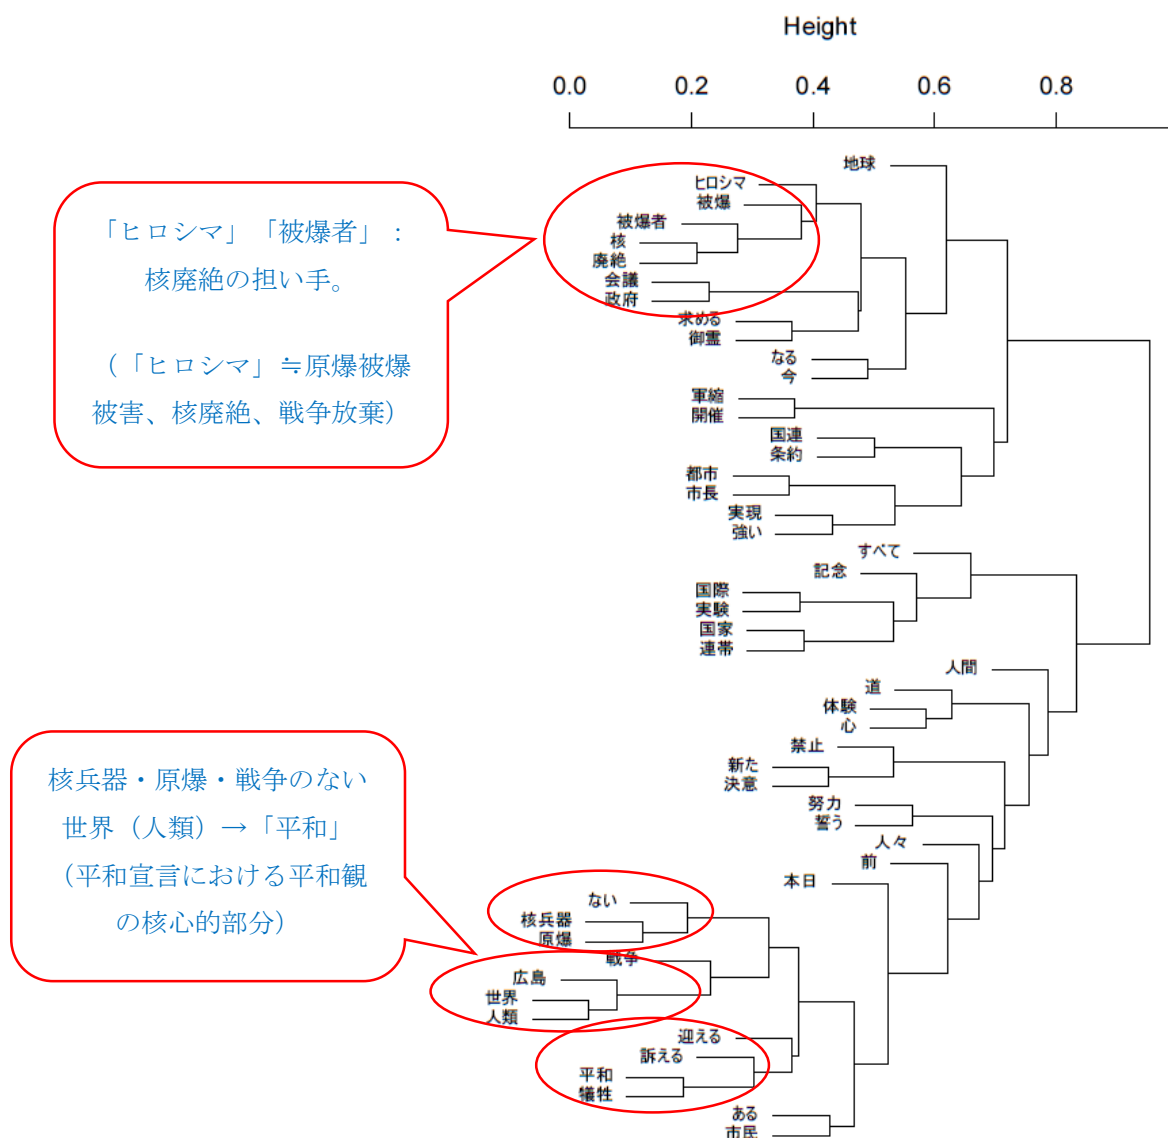 Height
0.0 0.2 0.4 0.6 0.8
「ヒロシマ」「被爆者」：
核廃絶の担い手。
（「ヒロシマ」≒原爆被爆
被害、核廃絶、戦争放棄）
地球
ヒロシマ
被爆
被爆者
核
廃絶
会議
政府
求める
御霊
なる
今
軍縮
開催
国連
条約
都市
市長
実現
強い
すべて
記念
国際
実験
国家
連帯
人間
道
体験
心
禁止
新た
決意
努力
誓う
人々
前
本日
核兵器・原爆・戦争のない
世界（人類）→「平和」
（平和宣言における平和観
の核心的部分）
ない
核兵器
原爆
戦争
広島
世界
人類
迎える
訴える
平和
犠牲
ある
市民